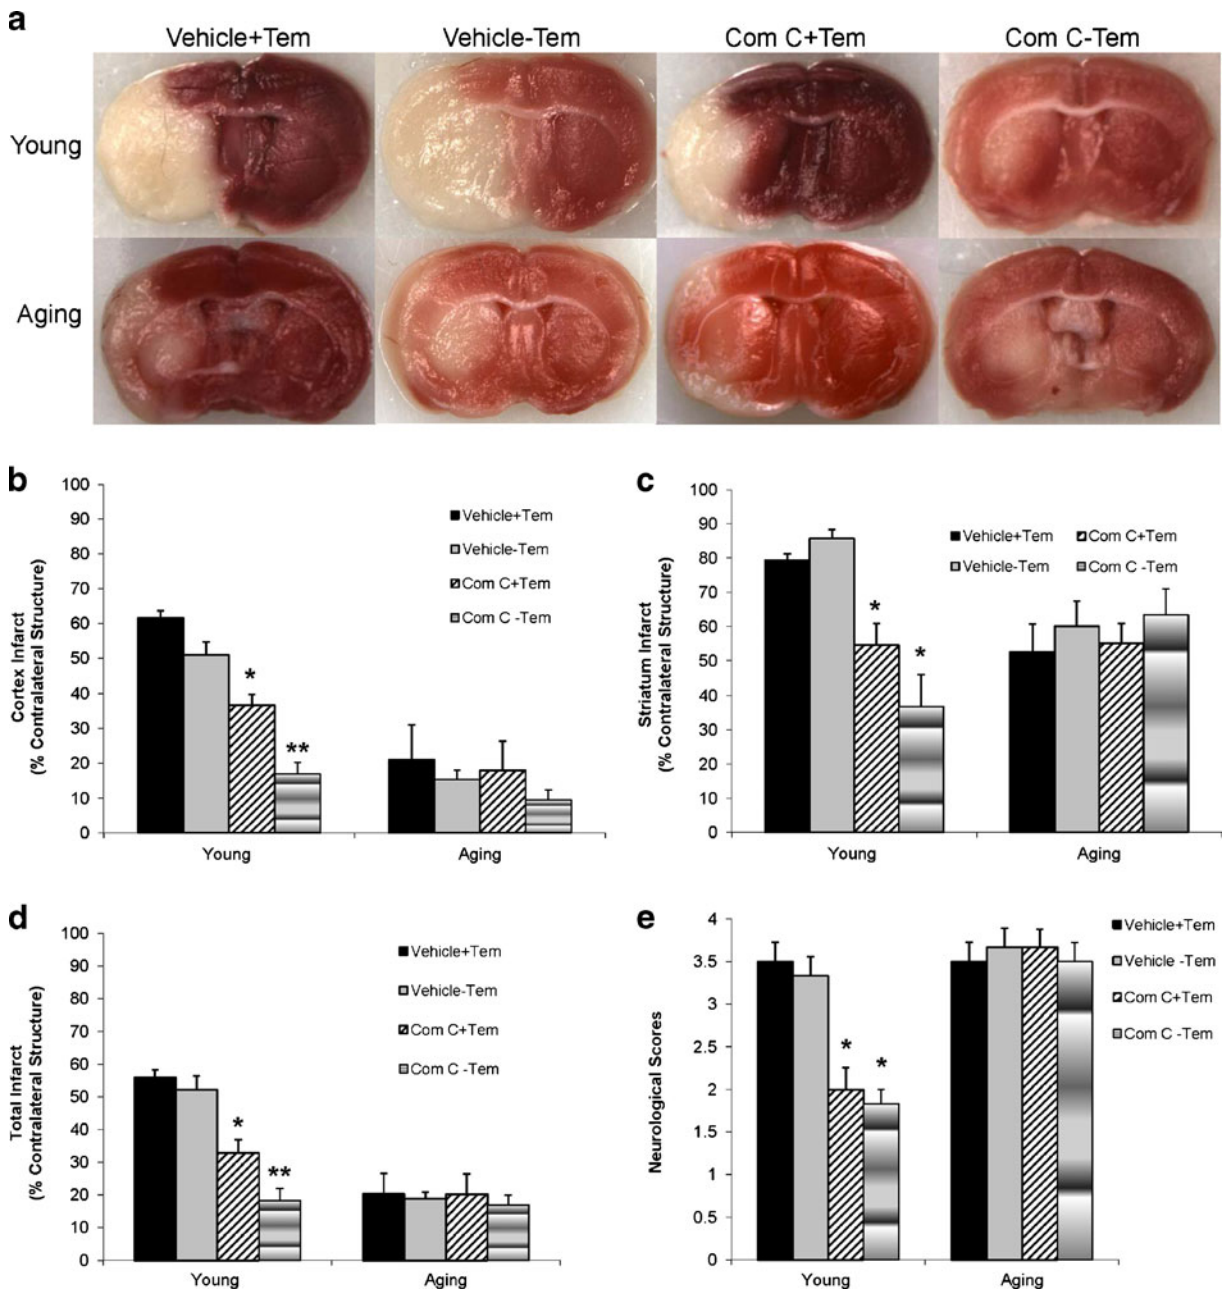 a
Vehicle+Tem Vehicle-Tem Com C+Tem Com C-Tem
Young
Aging
b
100
90
80
70
60
50
40
30
20
10
0
Cortex Infarct
(% Contralateral Structure)
Vehicle+Tem
Vehicle-Tem
Com C+Tem
Com C -Tem
*
**
Young Aging
c
100
90
80
70
60
50
40
30
20
10
0
Striatum Infarct
(% Contralateral Structure)
Vehicle+Tem Com C+Tem
Vehicle-Tem Com C -Tem
*
*
Young Aging
d
100
90
80
70
60
50
40
30
20
10
0
Total Infarct
(% Contralateral Structure)
Vehicle+Tem
Vehicle-Tem
Com C+Tem
Com C -Tem
*
**
Young Aging
e
4
3.5
3
2.5
2
1.5
1
0.5
0
Neurological Scores
Vehicle+Tem
Vehicle -Tem
Com C+Tem
Com C -Tem
*
*
Young Aging